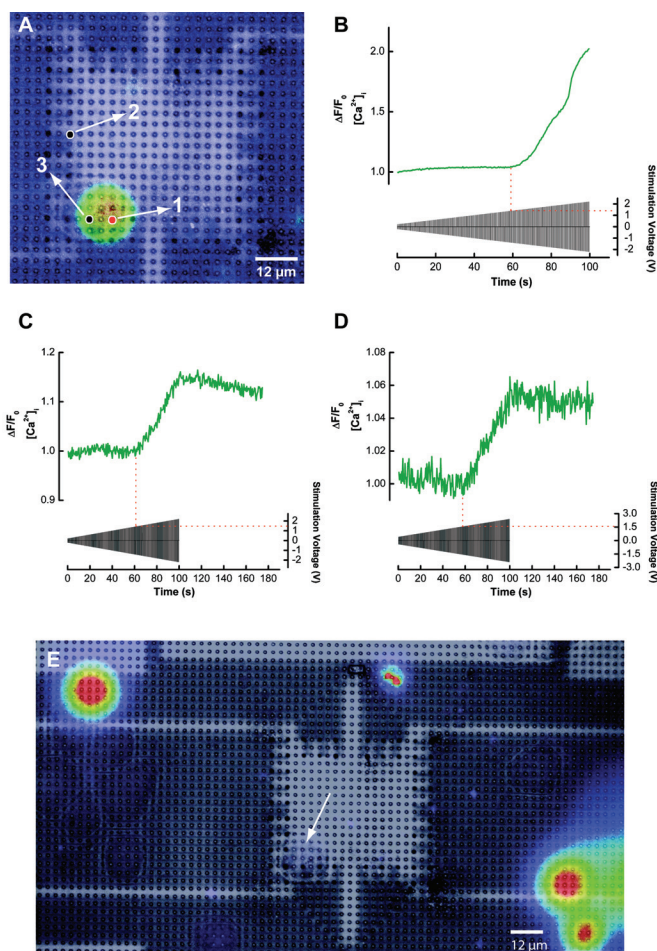 A
2
3
1
12 µm
B
ΔF/F0
[Ca2+]i
2.0
1.5
1.0
Stimulation Voltage (V)
2
1
0
-1
-2
0 20 40 60 80 100
Time (s)
C
ΔF/F0
[Ca2+]i
1.2
1.1
1.0
0.9
Stimulation Voltage (V)
2
1
0
-1
-2
0 20 40 60 80 100 120 140 160 180
Time (s)
D
ΔF/F0
[Ca2+]i
1.08
1.06
1.04
1.02
1.00
Stimulation Voltage (V)
3.0
1.5
0.0
-1.5
-3.0
0 20 40 60 80 100 120 140 160 180
Time (s)
E
12 µm